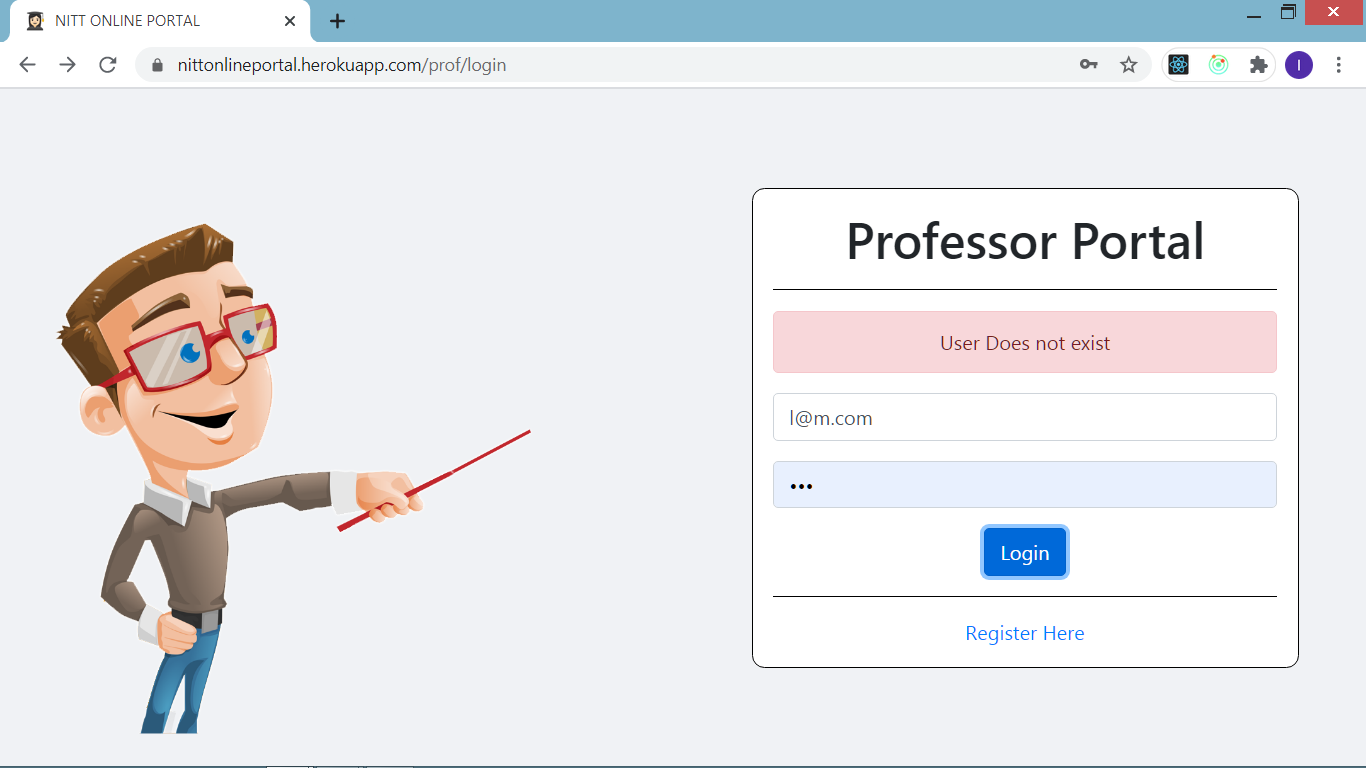 NITT ONLINE PORTAL
nittonlineportal.herokuapp.com/prof/login
I
Professor Portal
User Does not exist
l@m.com
•••
Login
Register Here